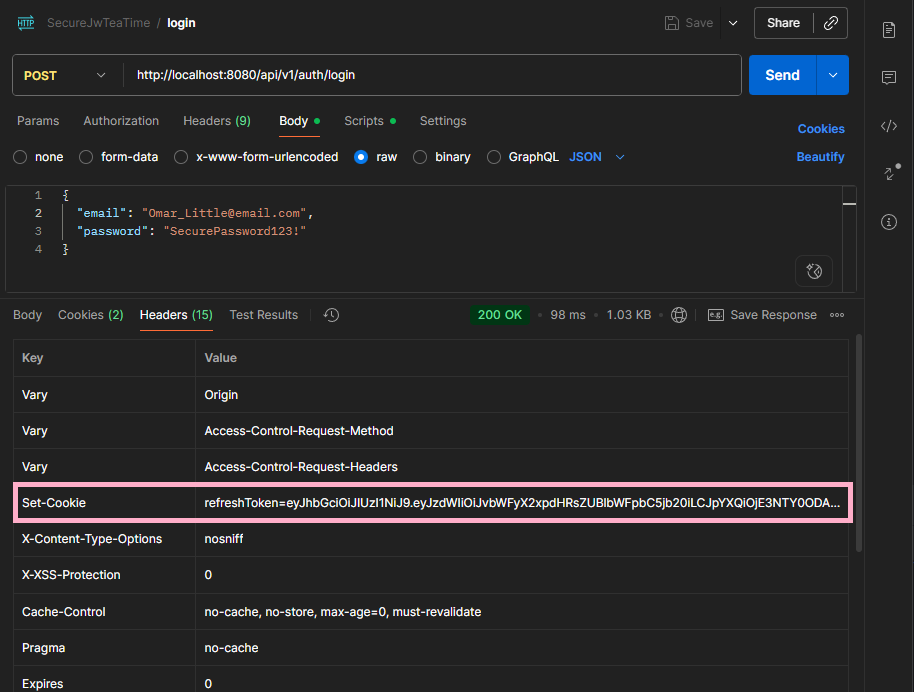 HTTP SecureJwTeaTime / login Save Share
POST http://localhost:8080/api/v1/auth/login Send
Params Authorization Headers (9) Body Scripts Settings Cookies
none form-data x-www-form-urlencoded raw binary GraphQL JSON Beautify
1 {
2 "email": "Omar_Little@email.com",
3 "password": "SecurePassword123!"
4 }
Body Cookies (2) Headers (15) Test Results 200 OK • 98 ms • 1.03 KB • e.g. Save Response
Key Value
Vary Origin
Vary Access-Control-Request-Method
Vary Access-Control-Request-Headers
Set-Cookie refreshToken=eyJhbGciOiJIUzI1NiJ9.eyJzdWIiOiJvbWFyX2xpdHRsZUBlbWFpbC5jb20iLCJpYXQiOjE3NTY0ODA...
X-Content-Type-Options nosniff
X-XSS-Protection 0
Cache-Control no-cache, no-store, max-age=0, must-revalidate
Pragma no-cache
Expires 0